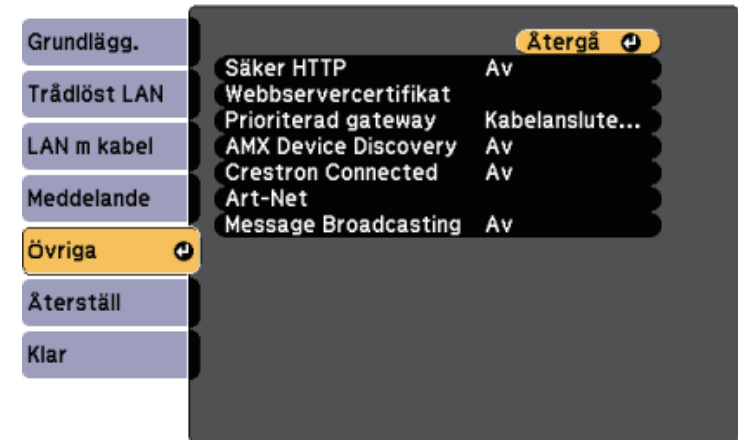 Grundlägg.
Trådlöst LAN
LAN m kabel
Meddelande
Övriga
Återställ
Klar
Återgå
Säker HTTP Av
Webbservercertifikat
Prioriterad gateway Kabelanslute...
AMX Device Discovery Av
Crestron Connected Av
Art-Net
Message Broadcasting Av